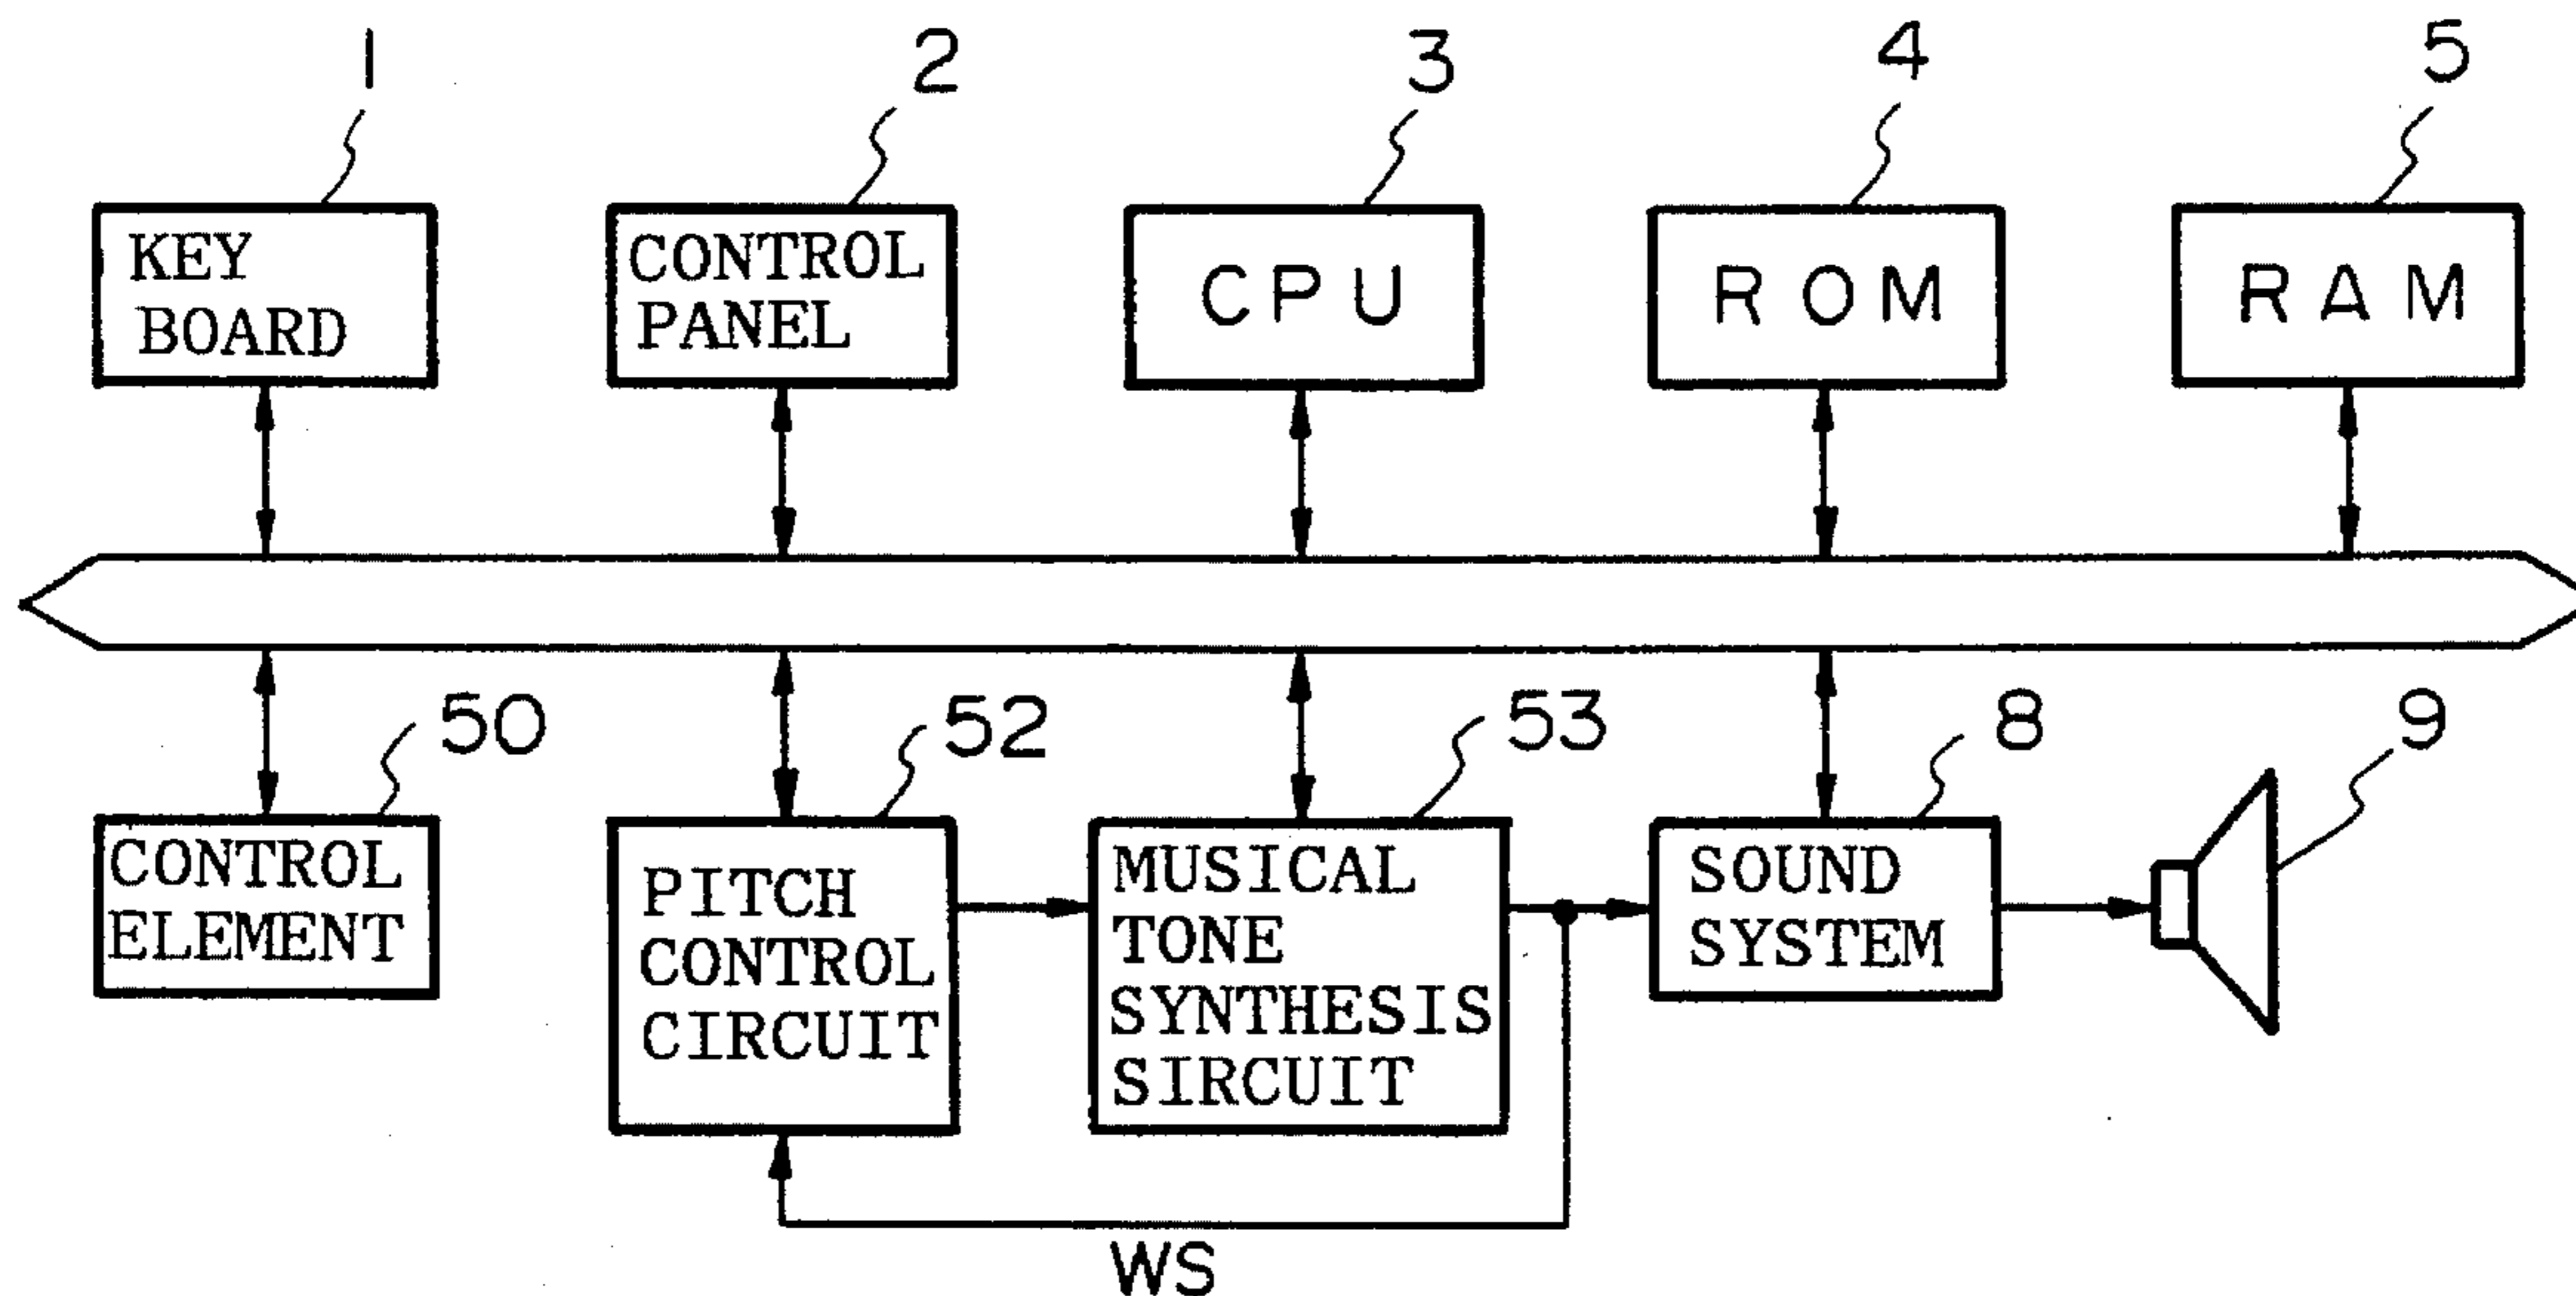 1
2
3
4
5
KEY
BOARD
CONTROL
PANEL
CPU
ROM
RAM
50
52
53
8
9
CONTROL
ELEMENT
PITCH
CONTROL
CIRCUIT
MUSICAL
TONE
SYNTHESIS
SIRCUIT
SOUND
SYSTEM
WS